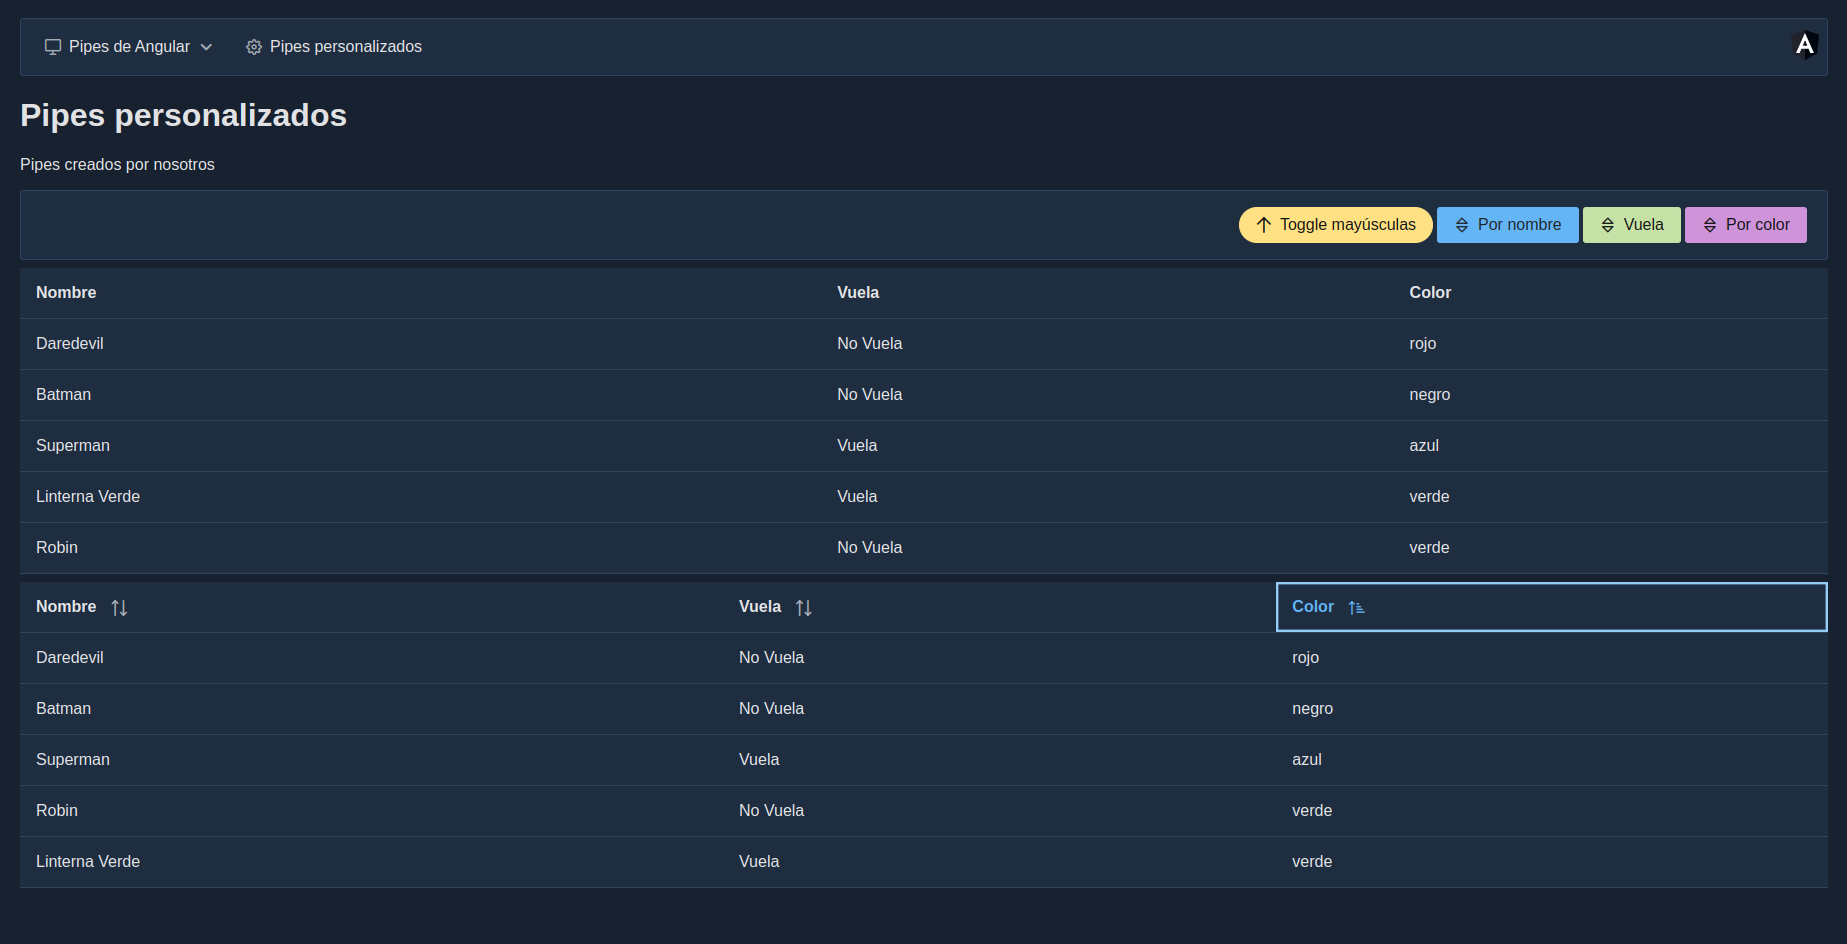 Pipes de Angular Pipes personalizados
Pipes personalizados
Pipes creados por nosotros
Toggle mayúsculas Por nombre Vuela Por color
Nombre Vuela Color
Daredevil No Vuela rojo
Batman No Vuela negro
Superman Vuela azul
Linterna Verde Vuela verde
Robin No Vuela verde
Nombre Vuela Color
Daredevil No Vuela rojo
Batman No Vuela negro
Superman Vuela azul
Robin No Vuela verde
Linterna Verde Vuela verde